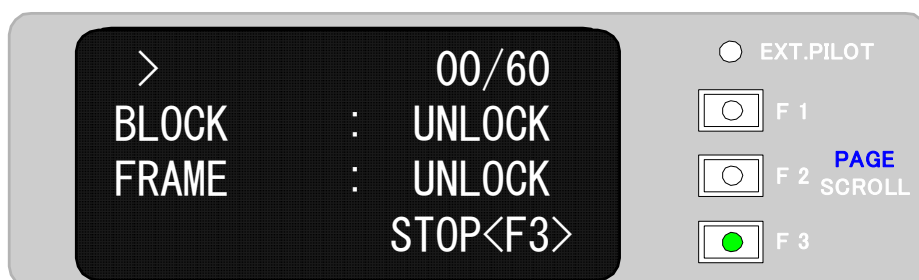 > 00/60
BLOCK : UNLOCK
FRAME : UNLOCK
STOP<F3>
EXT.PILOT
F 1
F 2
PAGE
SCROLL
F 3